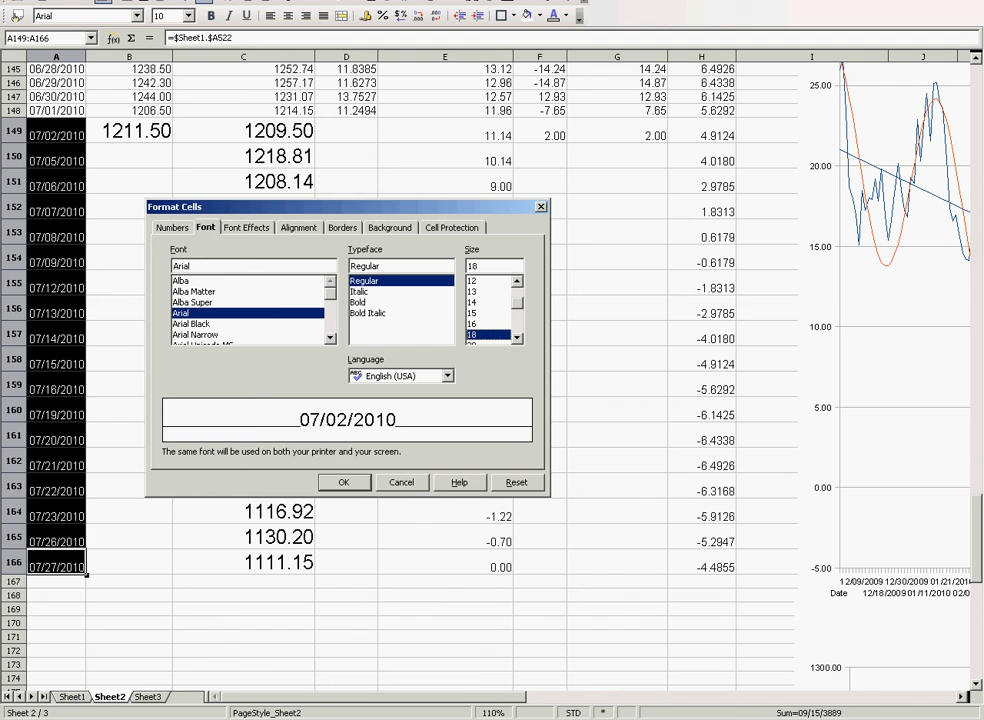 Arial 10 B I U
A149:A166 f(x) Σ = =$Sheet1.$A522
A B C D E F G H I J
145 06/28/2010 1238.50 1252.74 11.8385 13.12 -14.24 14.24 6.4926
146 06/29/2010 1242.30 1257.17 11.6273 12.96 -14.87 14.87 6.4338
147 06/30/2010 1244.00 1231.07 13.7527 12.57 12.93 12.93 6.1425
148 07/01/2010 1206.50 1214.15 11.2494 11.96 -7.65 7.65 5.6292
149 07/02/2010 1211.50 1209.50 11.14 2.00 2.00 4.9124
150 07/05/2010 1218.81 10.14 4.0180
151 07/06/2010 1208.14 9.00 2.9785
152 07/07/2010 1.8313
153 07/08/2010 0.6179
154 07/09/2010 -0.6179
155 07/12/2010 -1.8313
156 07/13/2010 -2.9785
157 07/14/2010 -4.0180
158 07/15/2010 -4.9124
159 07/16/2010 -5.6292
160 07/19/2010 -6.1425
161 07/20/2010 -6.4338
162 07/21/2010 -6.4926
163 07/22/2010 -6.3168
164 07/23/2010 1116.92 -1.22 -5.9126
165 07/26/2010 1130.20 -0.70 -5.2947
166 07/27/2010 1111.15 0.00 -4.4855
167
168
169
170
171
172
173
174
Format Cells
Numbers Font Font Effects Alignment Borders Background Cell Protection
Font Typeface Size
Arial Regular 18
Alba Regular 12
Alba Matter Italic 13
Alba Super Bold 14
Arial Bold Italic 15
Arial Black 16
Arial Narrow 18
Language
English (USA)
07/02/2010
The same font will be used on both your printer and your screen.
OK Cancel Help Reset
25.00
20.00
15.00
10.00
5.00
0.00
-5.00
12/09/2009 12/30/2009 01/21/2010
Date 12/18/2009 01/11/2010 02/0
1300.00
Sheet1 Sheet2 Sheet3
Sheet 2 / 3 PageStyle_Sheet2 110% STD * Sum=09/15/3889